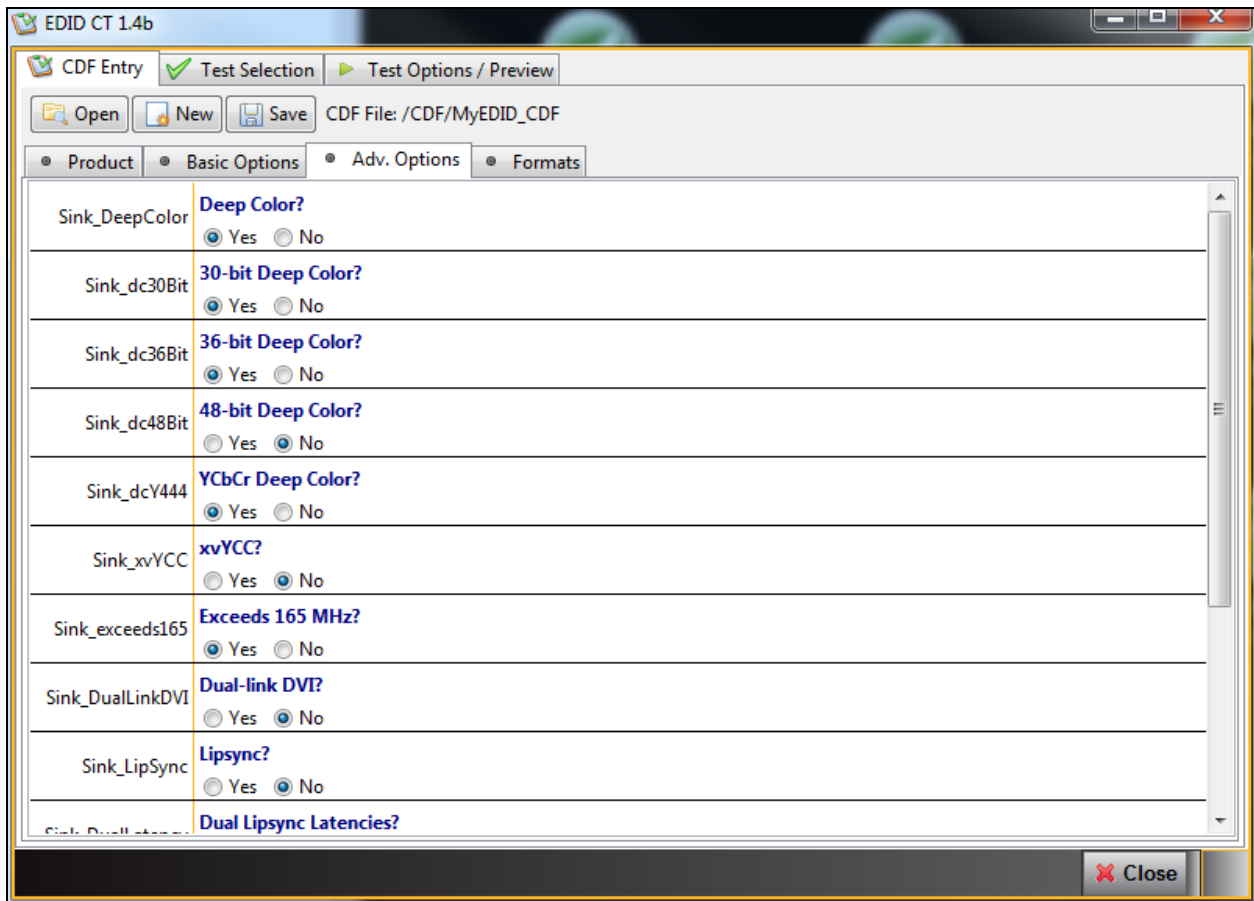 EDID CT 1.4b
CDF Entry Test Selection Test Options / Preview
Open New Save CDF File: /CDF/MyEDID_CDF
Product Basic Options Adv. Options Formats
Sink_DeepColor Deep Color?
Yes No
Sink_dc30Bit 30-bit Deep Color?
Yes No
Sink_dc36Bit 36-bit Deep Color?
Yes No
Sink_dc48Bit 48-bit Deep Color?
Yes No
Sink_dcY444 YCbCr Deep Color?
Yes No
Sink_xvYCC xvYCC?
Yes No
Sink_exceeds165 Exceeds 165 MHz?
Yes No
Sink_DualLinkDVI Dual-link DVI?
Yes No
Sink_LipSync Lipsync?
Yes No
Dual Lipsync Latencies?
Close